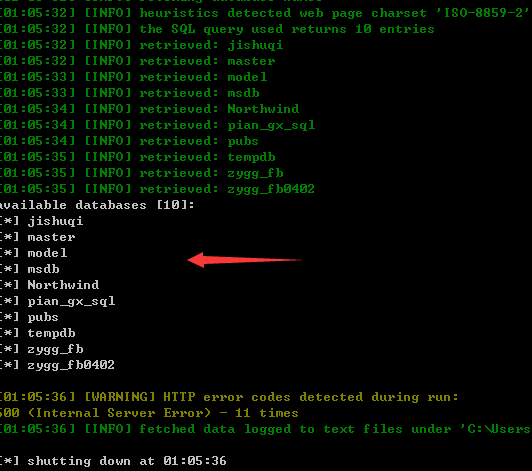 [01:05:32] [INFO] heuristics detected web page charset 'ISO-8859-2'
[01:05:32] [INFO] the SQL query used returns 10 entries
[01:05:32] [INFO] retrieved: jishuqi
[01:05:32] [INFO] retrieved: master
[01:05:33] [INFO] retrieved: model
[01:05:33] [INFO] retrieved: msdb
[01:05:34] [INFO] retrieved: Northwind
[01:05:34] [INFO] retrieved: pian_gx_sql
[01:05:34] [INFO] retrieved: pubs
[01:05:35] [INFO] retrieved: tempdb
[01:05:35] [INFO] retrieved: zygg_fb
[01:05:36] [INFO] retrieved: zygg_fb0402
available databases [10]:
[*] jishuqi
[*] master
[*] model
[*] msdb
[*] Northwind
[*] pian_gx_sql
[*] pubs
[*] tempdb
[*] zygg_fb
[*] zygg_fb0402
[01:05:36] [WARNING] HTTP error codes detected during run:
500 (Internal Server Error) - 11 times
[01:05:36] [INFO] fetched data logged to text files under 'C:\Users
[*] shutting down at 01:05:36